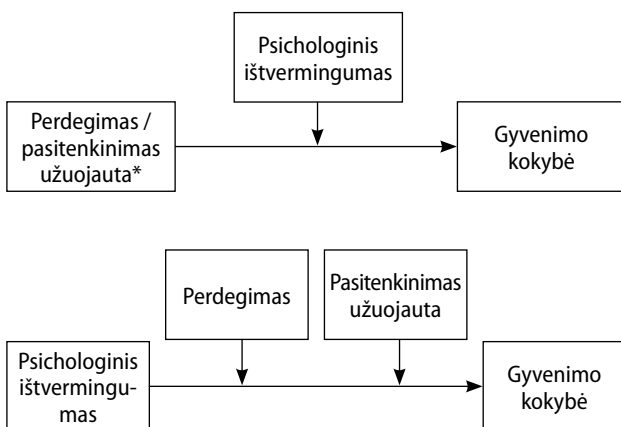 Psichologinis
ištvermingumas
Perdegimas /
pasitenkinimas
užuojauta*
Gyvenimo
kokybė
Perdegimas
Pasitenkinimas
užuojauta
Psichologinis
ištvermingu-
mas
Gyvenimo
kokybė